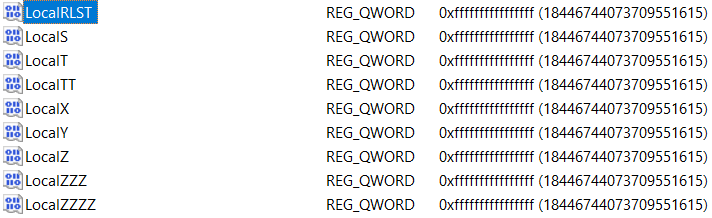 LocalRLST REG_QWORD 0xffffffffffffffff (18446744073709551615)
LocalS REG_QWORD 0xffffffffffffffff (18446744073709551615)
LocalT REG_QWORD 0xffffffffffffffff (18446744073709551615)
LocalTT REG_QWORD 0xffffffffffffffff (18446744073709551615)
LocalX REG_QWORD 0xffffffffffffffff (18446744073709551615)
LocalY REG_QWORD 0xffffffffffffffff (18446744073709551615)
LocalZ REG_QWORD 0xffffffffffffffff (18446744073709551615)
LocalZZZ REG_QWORD 0xffffffffffffffff (18446744073709551615)
LocalZZZZ REG_QWORD 0xffffffffffffffff (18446744073709551615)